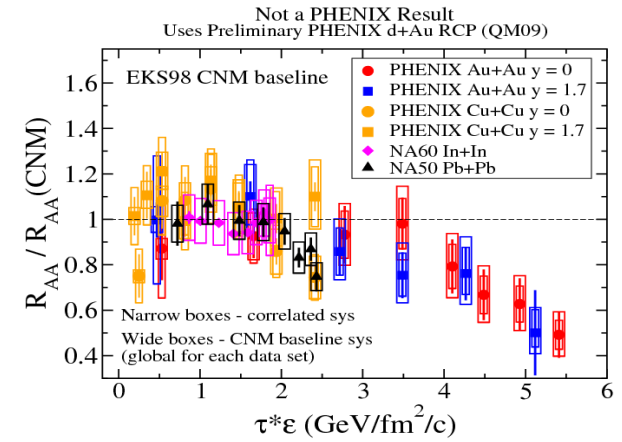 Not a PHENIX Result
Uses Preliminary PHENIX d+Au RCP (QM09)
EKS98 CNM baseline
PHENIX Au+Au y = 0
PHENIX Au+Au y = 1.7
PHENIX Cu+Cu y = 0
PHENIX Cu+Cu y = 1.7
NA60 In+In
NA50 Pb+Pb
R_AA / R_AA(CNM)
1.6
1.4
1.2
1
0.8
0.6
0.4
Narrow boxes - correlated sys
Wide boxes - CNM baseline sys
(global for each data set)
0 1 2 3 4 5 6
τ*ε (GeV/fm²/c)